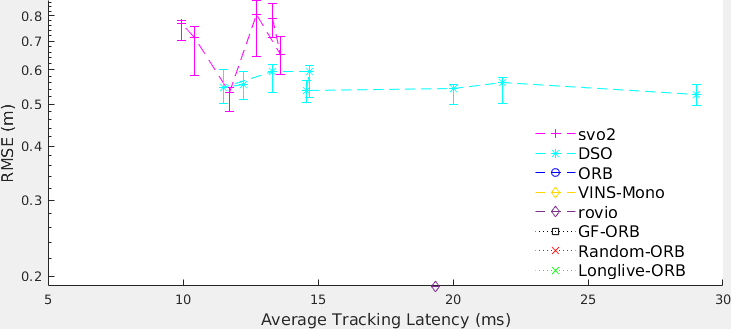 0.8
0.7
0.6
0.5
0.4
0.3
0.2
RMSE (m)
svo2
DSO
ORB
VINS-Mono
rovio
GF-ORB
Random-ORB
Longlive-ORB
5 10 15 20 25 30
Average Tracking Latency (ms)